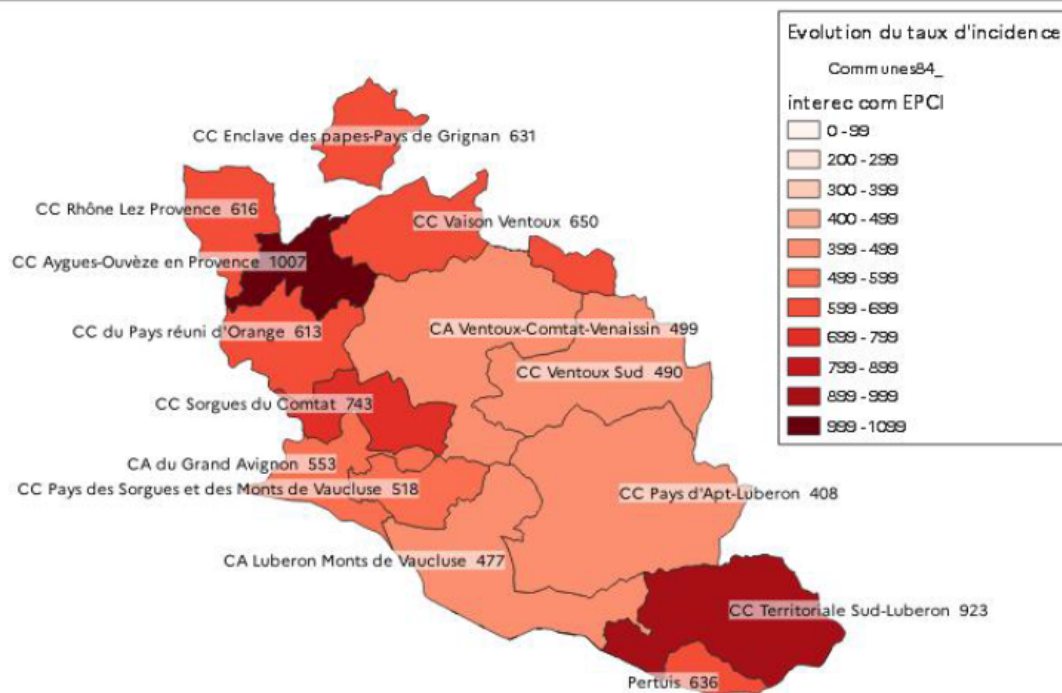 Evolution du taux d'incidence
Communes84_
interec com EPCI
0 - 99
200 - 299
300 - 399
400 - 499
399 - 499
499 - 599
599 - 699
699 - 799
799 - 899
899 - 999
999 - 1099
CC Enclave des papes-Pays de Grignan 631
CC Rhône Lez Provence 616
CC Vaison Ventoux 650
CC Aygues-Ouvèze en Provence 1007
CC du Pays réuni d'Orange 613
CA Ventoux-Comtat-Venaissin 499
CC Ventoux Sud 490
CC Sorgues du Comtat 743
CA du Grand Avignon 553
CC Pays des Sorgues et des Monts de Vaucluse 518
CC Pays d'Apt-Luberon 408
CA Luberon Monts de Vaucluse 477
CC Territoriale Sud-Luberon 923
Pertuis 636